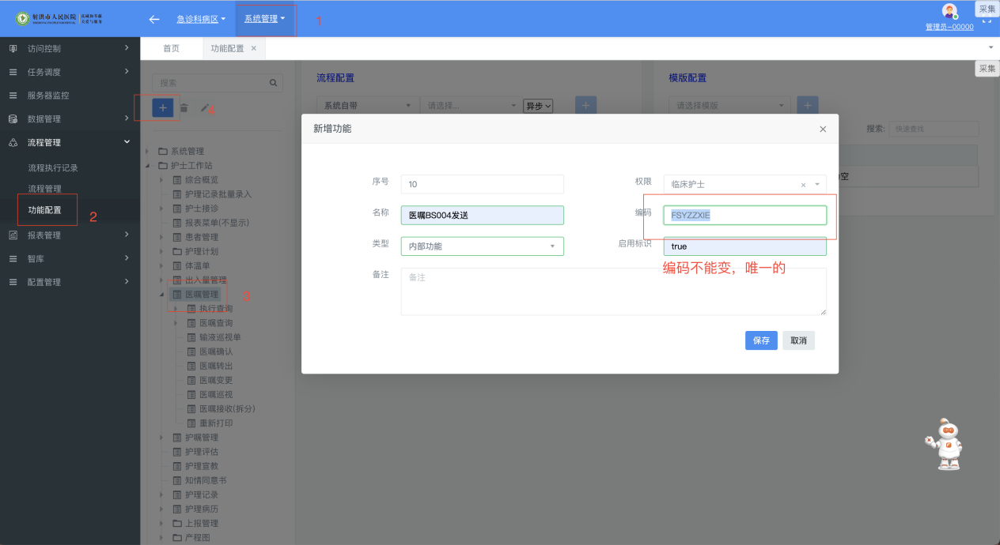 射洪市人民医院
急诊科病区
系统管理
1
管理员-00000
采集
访问控制
任务调度
服务器监控
数据管理
流程管理
流程执行记录
流程管理
功能配置
2
报表管理
智库
配置管理
首页
功能配置 ×
采集
搜索
+
4
系统管理
护士工作站
综合概览
护理记录批量录入
护士接诊
报表菜单(不显示)
患者管理
护理计划
体温单
出入量管理
医嘱管理
3
执行查询
医嘱查询
输液巡视单
医嘱确认
医嘱转出
医嘱变更
医嘱巡视
医嘱接收(拆分)
重新打印
护嘱管理
护理评估
护理宣教
知情同意书
护理记录
护理病历
上报管理
产程图
流程配置
系统自带
请选择...
异步
+
模版配置
请选择模版
+
搜索:
快速查找
空
新增功能
×
序号
10
权限
临床护士
×
名称
医嘱BS004发送
编码
FSYZZXIE
类型
内部功能
启用标识
true
编码不能变，唯一的
备注
备注
保存
取消